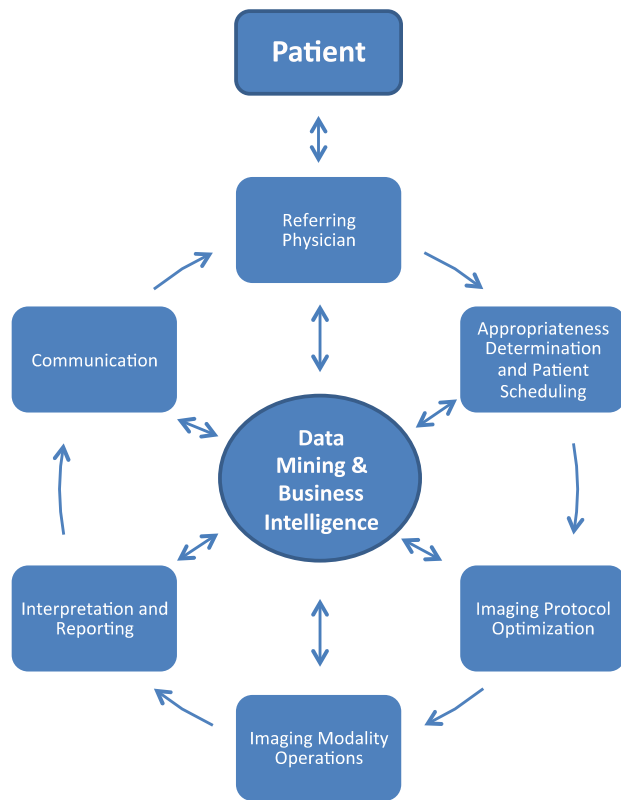 Patient
Referring
Physician
Communication
Appropriateness
Determination
and Patient
Scheduling
Data
Mining &
Business
Intelligence
Interpretation and
Reporting
Imaging Protocol
Optimization
Imaging Modality
Operations